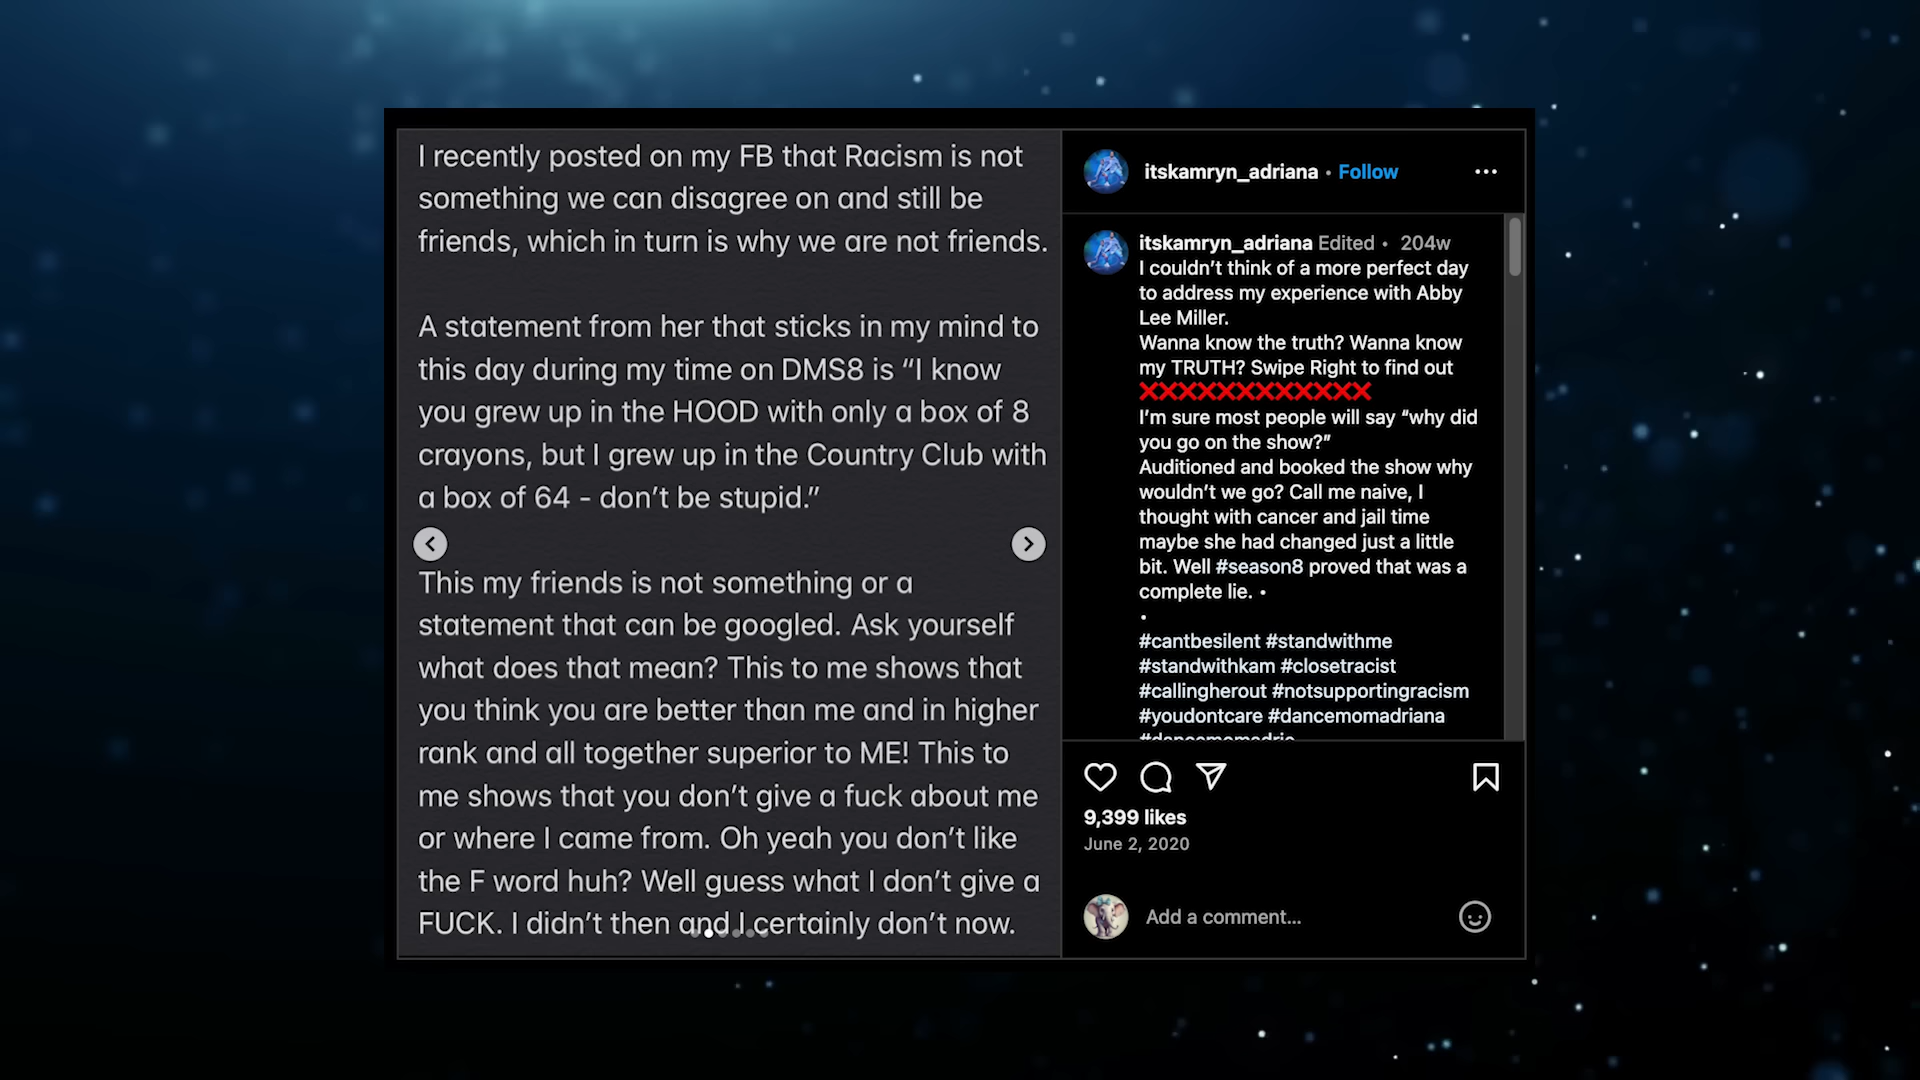 I recently posted on my FB that Racism is not
something we can disagree on and still be
friends, which in turn is why we are not friends.
A statement from her that sticks in my mind to
this day during my time on DMS8 is “I know
you grew up in the HOOD with only a box of 8
crayons, but I grew up in the Country Club with
a box of 64 - don’t be stupid.”
This my friends is not something or a
statement that can be googled. Ask yourself
what does that mean? This to me shows that
you think you are better than me and in higher
rank and all together superior to ME! This to
me shows that you don’t give a fuck about me
or where I came from. Oh yeah you don’t like
the F word huh? Well guess what I don’t give a
FUCK. I didn’t then and I certainly don’t now.
itskamryn_adriana • Follow
itskamryn_adriana Edited • 204w
I couldn’t think of a more perfect day
to address my experience with Abby
Lee Miller.
Wanna know the truth? Wanna know
my TRUTH? Swipe Right to find out
❌❌❌❌❌❌❌❌❌❌❌❌
I’m sure most people will say “why did
you go on the show?”
Auditioned and booked the show why
wouldn’t we go? Call me naive, I
thought with cancer and jail time
maybe she had changed just a little
bit. Well #season8 proved that was a
complete lie. •
•
#cantbesilent #standwithme
#standwithkam #closetracist
#callingherout #notsupportingracism
#youdontcare #dancemomadriana
9,399 likes
June 2, 2020
Add a comment...